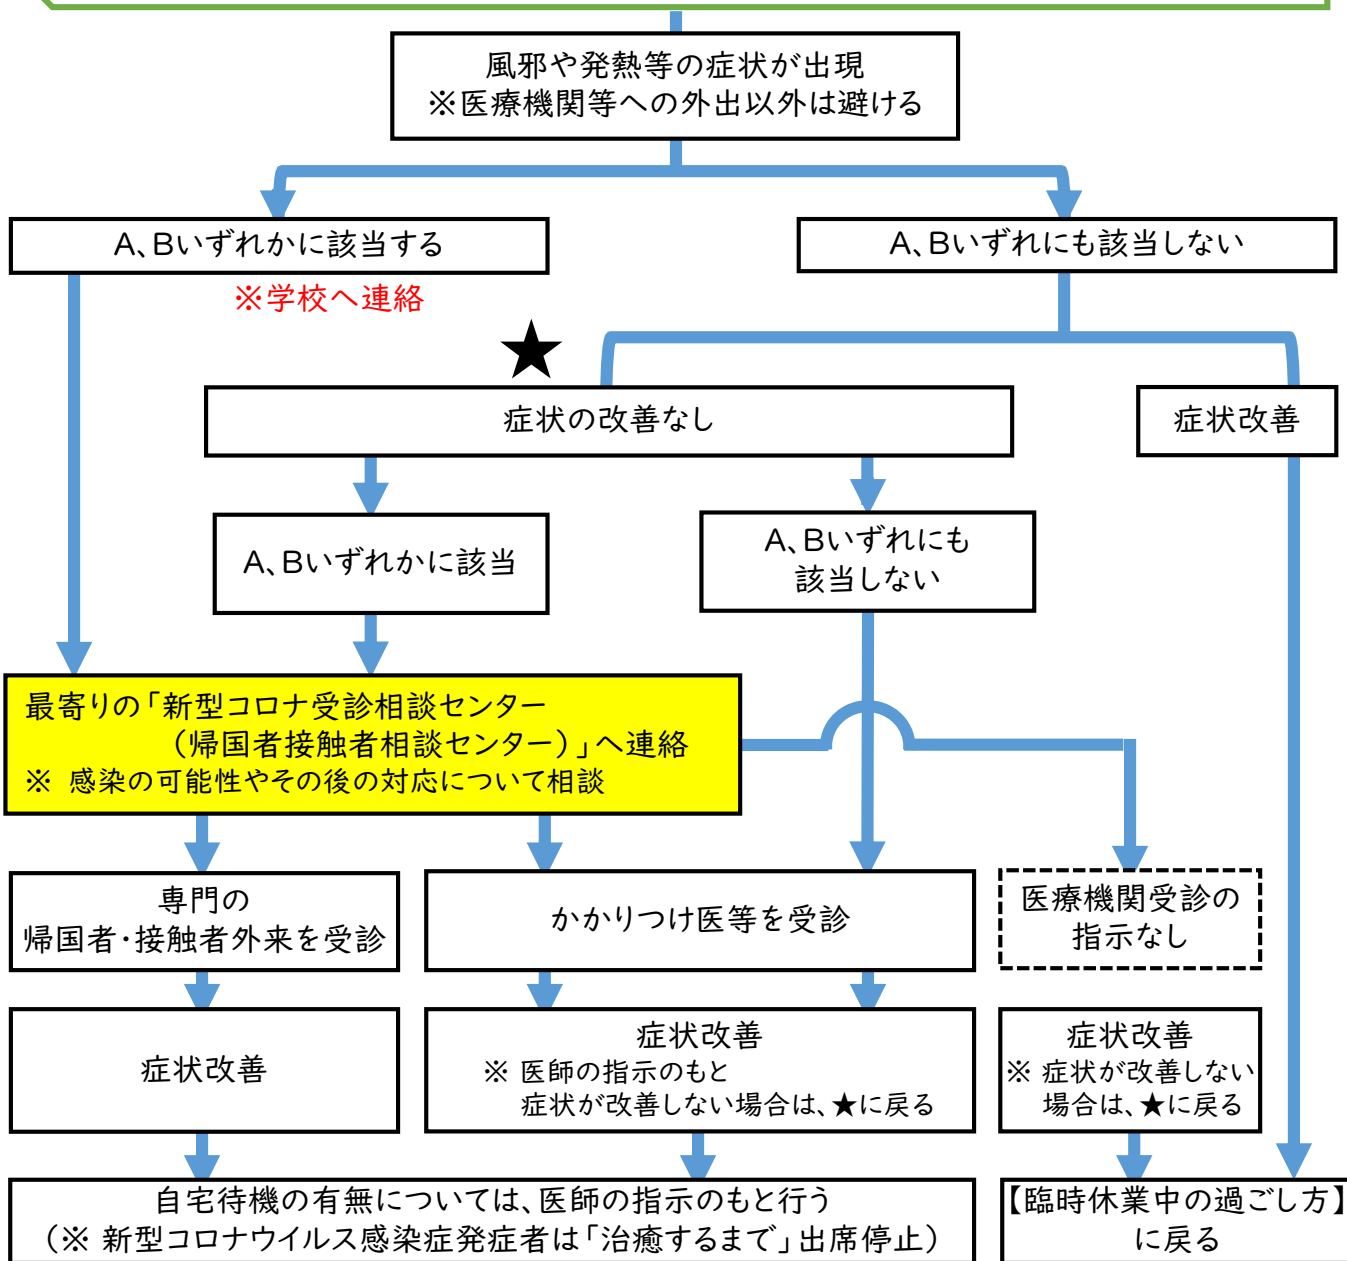 風邪や発熱等の症状が出現
※医療機関等への外出以外は避ける
A、Bいずれかに該当する
A、Bいずれにも該当しない
※学校へ連絡
★
症状の改善なし
症状改善
A、Bいずれかに該当
A、Bいずれにも
該当しない
最寄りの「新型コロナ受診相談センター
（帰国者接触者相談センター）」へ連絡
※ 感染の可能性やその後の対応について相談
専門の
帰国者・接触者外来を受診
かかりつけ医等を受診
医療機関受診の
指示なし
症状改善
症状改善
※ 医師の指示のもと
症状が改善しない場合は、★に戻る
症状改善
※ 症状が改善しない
場合は、★に戻る
自宅待機の有無については、医師の指示のもと行う
（※ 新型コロナウイルス感染症発症者は「治癒するまで」出席停止）
【臨時休業中の過ごし方】
に戻る